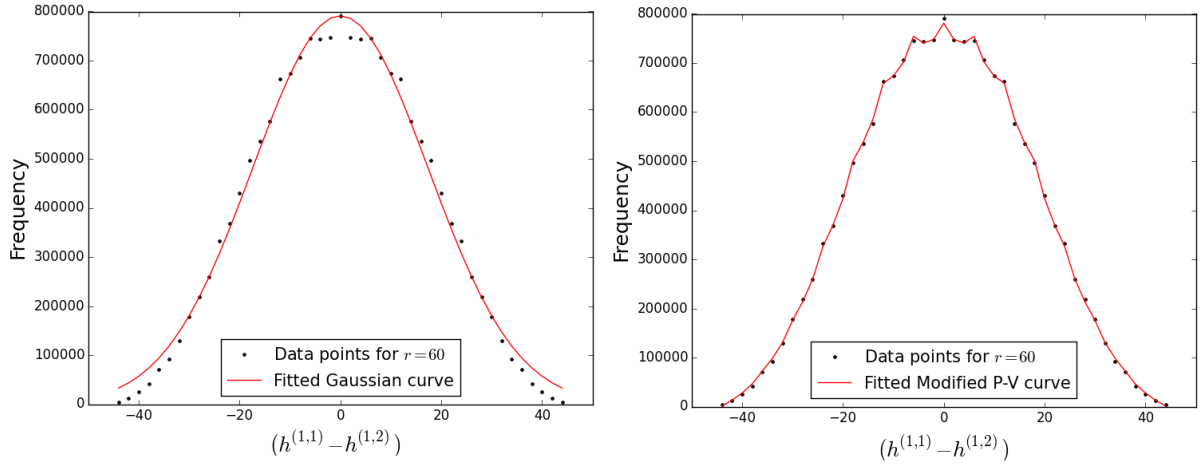 800000
700000
600000
500000
400000
300000
200000
100000
0
Frequency
−40 −20 0 20 40
(h^(1,1) − h^(1,2))
Data points for r = 60
Fitted Gaussian curve
800000
700000
600000
500000
400000
300000
200000
100000
0
Frequency
−40 −20 0 20 40
(h^(1,1) − h^(1,2))
Data points for r = 60
Fitted Modified P-V curve